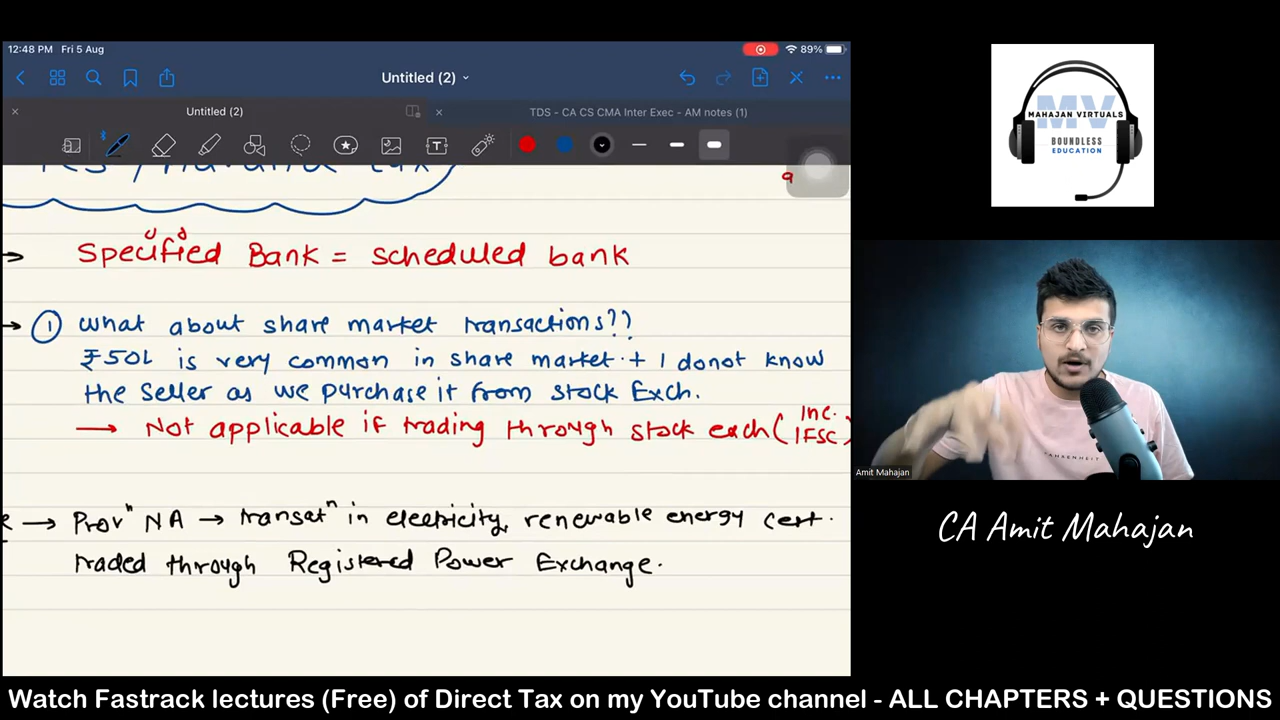 12:48 PM Fri 5 Aug
89%
Untitled (2)
Untitled (2)
TDS - CA CS CMA Inter Exec - AM notes (1)
Specified Bank = scheduled bank
① What about share market transactions??
₹50L is very common in share market. + I donot know
the seller as we purchase it from stock Exch.
→ Not applicable if trading through stock exch (Inc. IFSC)
→ Provⁿ NA → transatⁿ in electricity, renewable energy cert.
traded through Registered Power Exchange.
MV
MAHAJAN VIRTUALS
BOUNDLESS
EDUCATION
FAHRENHEIT
Amit Mahajan
CA Amit Mahajan
Watch Fastrack lectures (Free) of Direct Tax on my YouTube channel - ALL CHAPTERS + QUESTIONS